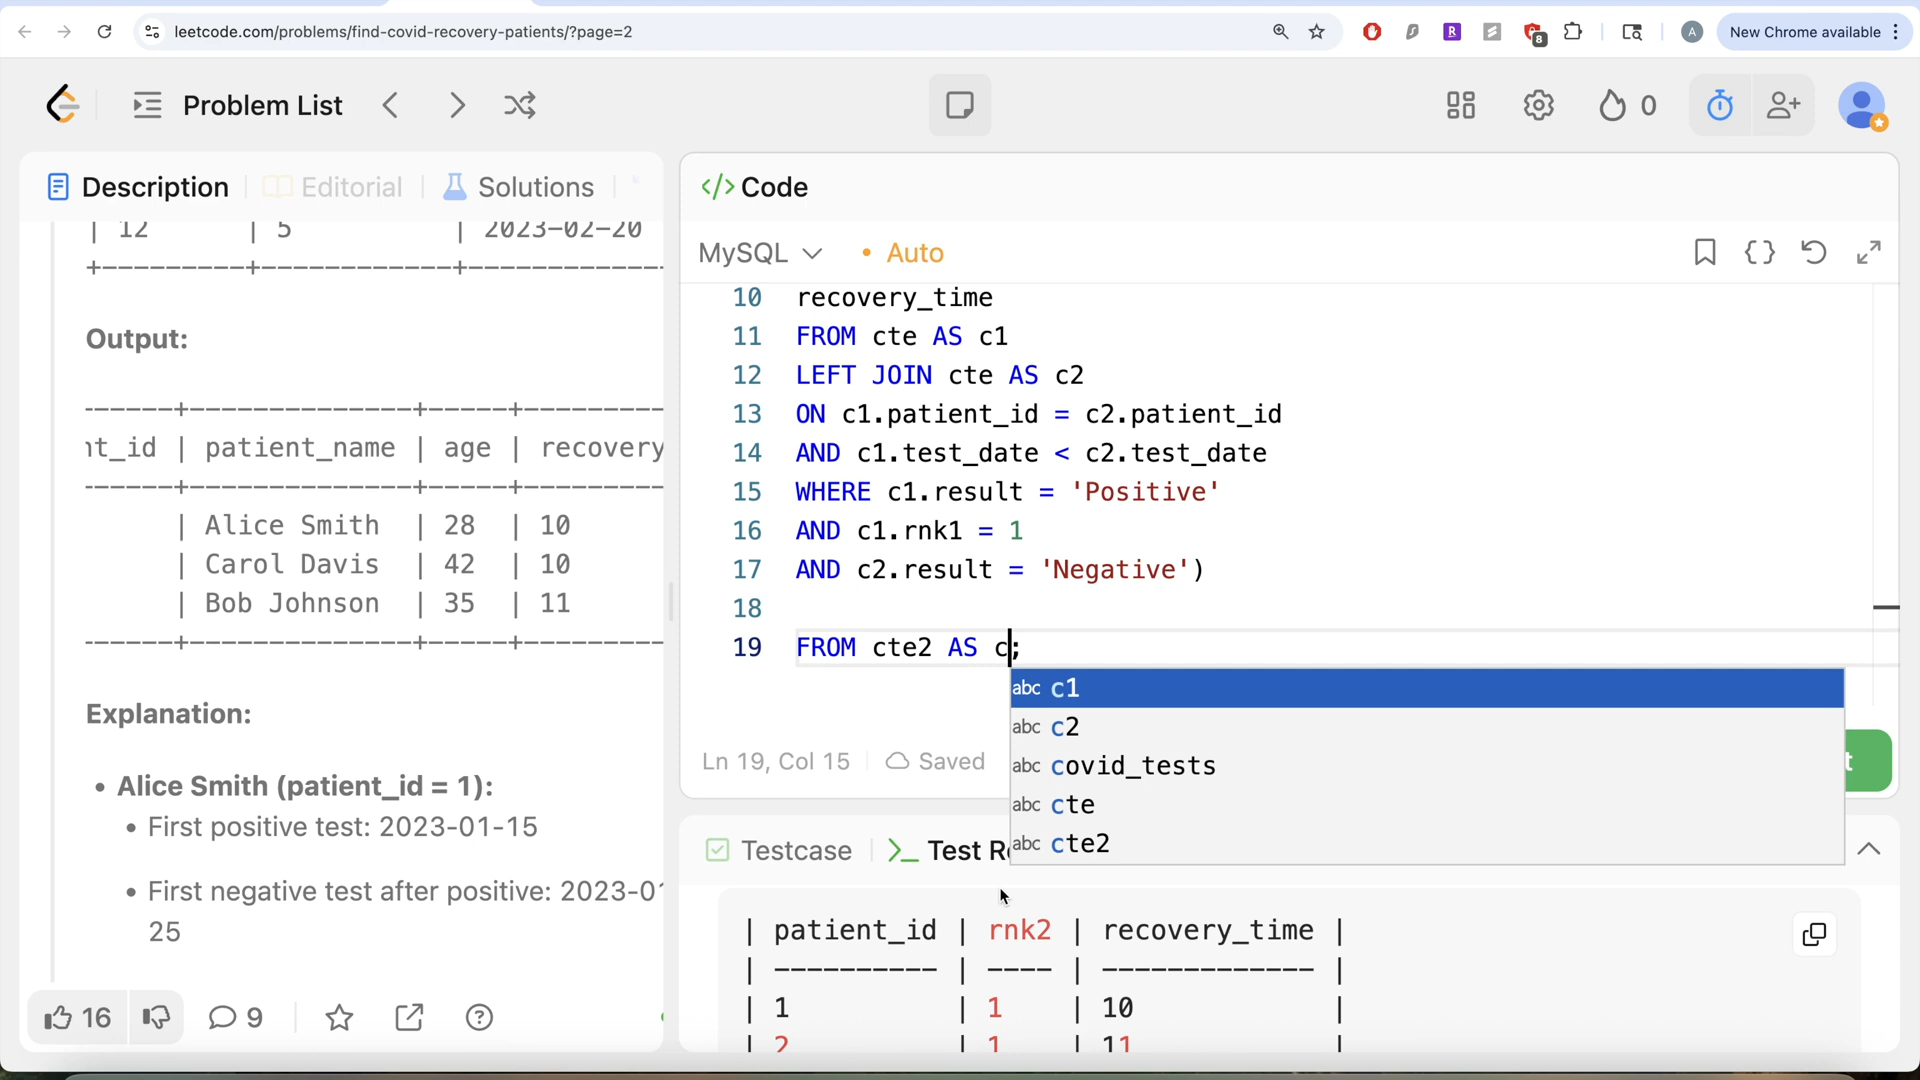 leetcode.com/problems/find-covid-recovery-patients/?page=2
8
R
A
New Chrome available
Problem List
0
Description
Editorial
Solutions
| 12 | 5 | 2023-02-20
+---------+------------+-------------
Output:
------+---------------+-----+----------
nt_id | patient_name | age | recovery
------+---------------+-----+----------
| Alice Smith | 28 | 10
| Carol Davis | 42 | 10
| Bob Johnson | 35 | 11
------+---------------+-----+----------
Explanation:
• Alice Smith (patient_id = 1):
• First positive test: 2023-01-15
• First negative test after positive: 2023-01-
25
16
9
</> Code
MySQL
• Auto
10 recovery_time
11 FROM cte AS c1
12 LEFT JOIN cte AS c2
13 ON c1.patient_id = c2.patient_id
14 AND c1.test_date < c2.test_date
15 WHERE c1.result = 'Positive'
16 AND c1.rnk1 = 1
17 AND c2.result = 'Negative')
18
19 FROM cte2 AS c;
abc c1
abc c2
abc covid_tests
abc cte
abc cte2
Ln 19, Col 15
Saved
t
Testcase
>_ Test Re
| patient_id | rnk2 | recovery_time |
| ---------- | ---- | ------------- |
| 1 | 1 | 10 |
| 2 | 1 | 11 |